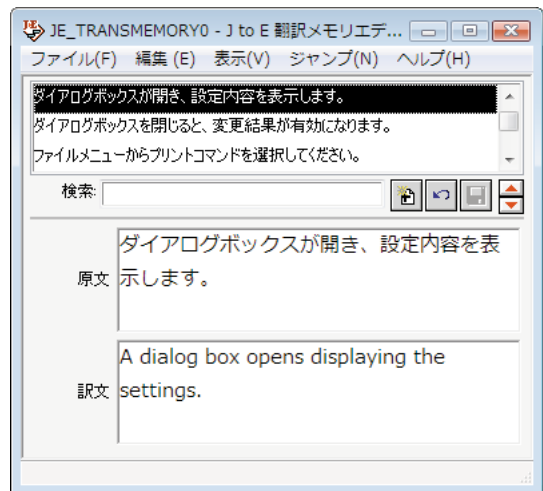 JE_TRANSMEMORY0 - J to E 翻訳メモリエデ...
ファイル(F) 編集 (E) 表示(V) ジャンプ(N) ヘルプ(H)
ダイアログボックスが開き、設定内容を表示します。
ダイアログボックスを閉じると、変更結果が有効になります。
ファイルメニューからプリントコマンドを選択してください。
検索:
原文
ダイアログボックスが開き、設定内容を表
示します。
訳文
A dialog box opens displaying the
settings.